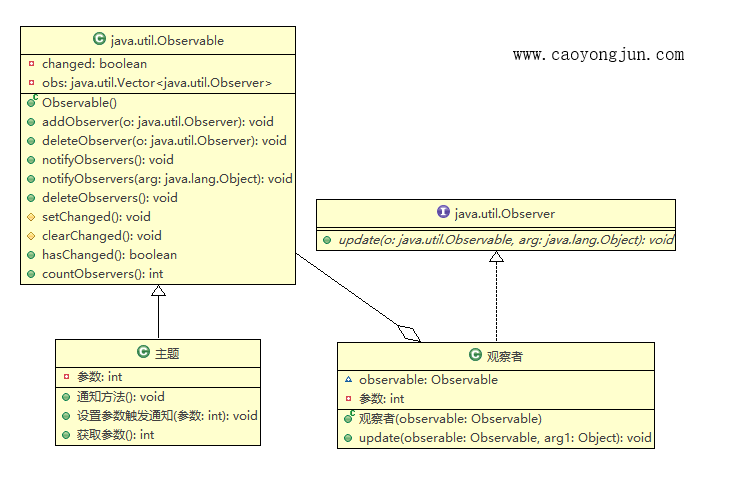 java.util.Observable
changed: boolean
obs: java.util.Vector<java.util.Observer>
Observable()
addObserver(o: java.util.Observer): void
deleteObserver(o: java.util.Observer): void
notifyObservers(): void
notifyObservers(arg: java.lang.Object): void
deleteObservers(): void
setChanged(): void
clearChanged(): void
hasChanged(): boolean
countObservers(): int
www.caoyongjun.com
java.util.Observer
update(o: java.util.Observable, arg: java.lang.Object): void
主题
参数: int
通知方法(): void
设置参数触发通知(参数: int): void
获取参数(): int
观察者
observable: Observable
参数: int
观察者(observable: Observable)
update(obserable: Observable, arg1: Object): void